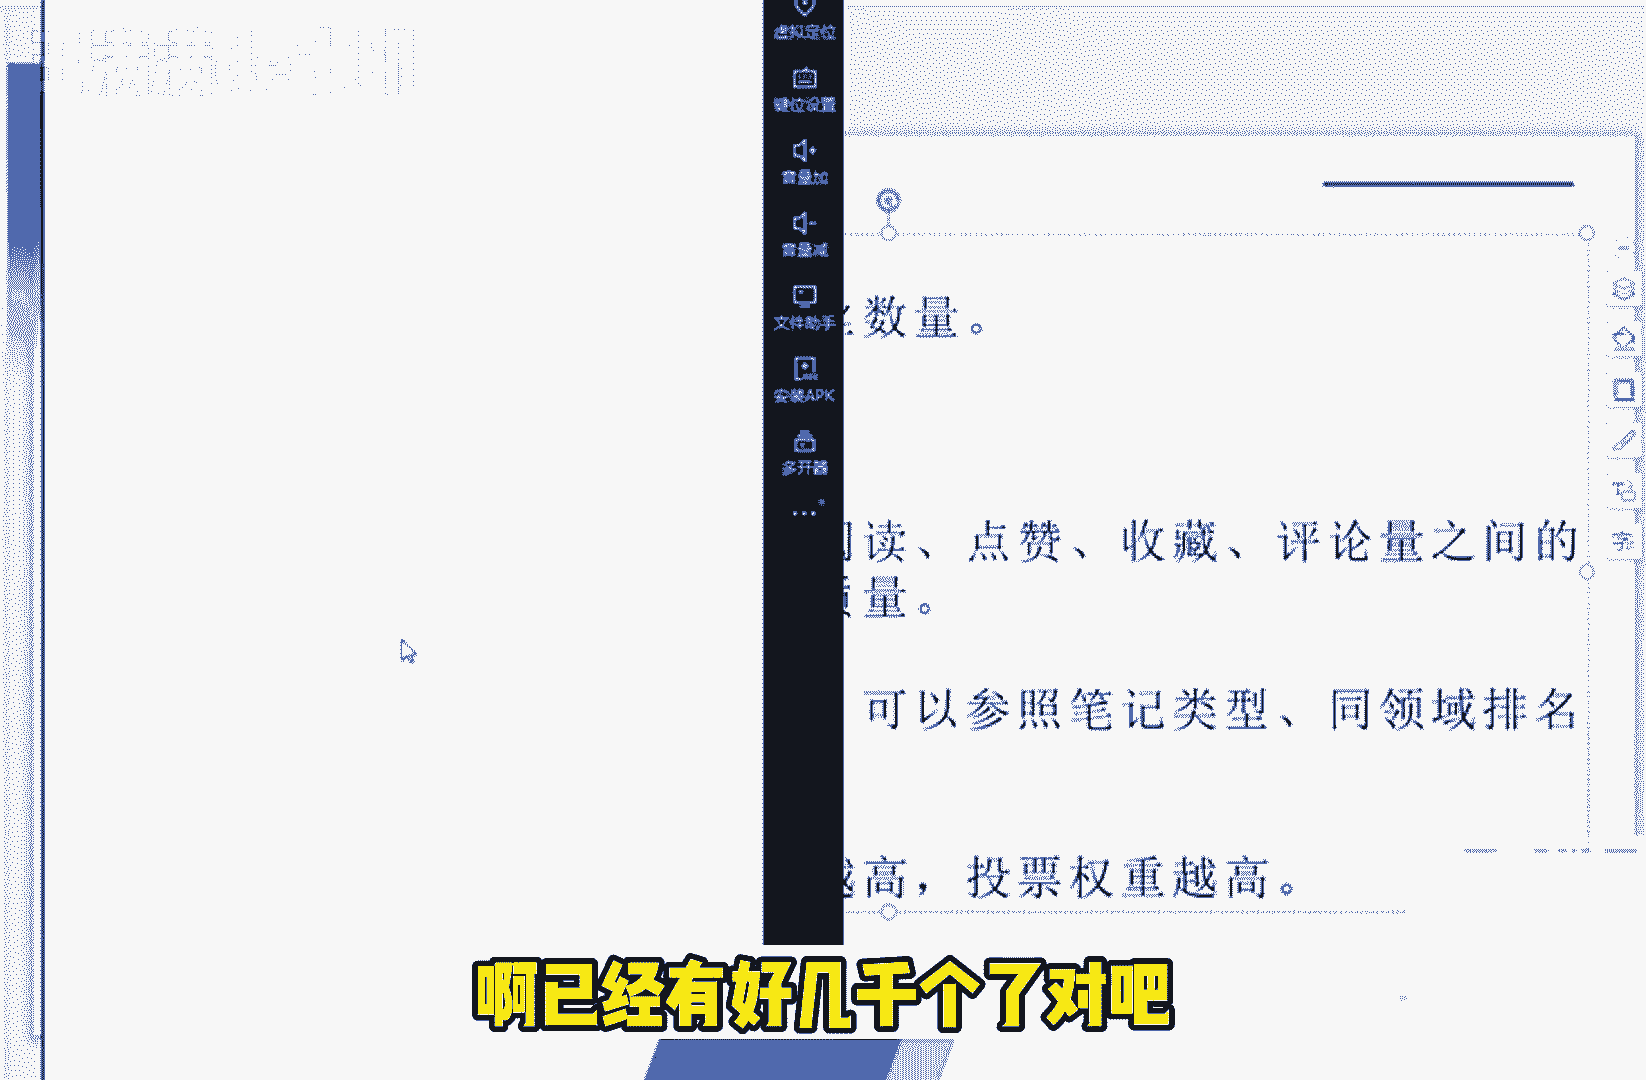 虚拟定位
键位设置
音量加
音量减
文件助手
安装APK
多开器
数量。
读、点赞、收藏、评论量之间的
质量。
可以参照笔记类型、同领域排名
越高，投票权重越高。
字
啊已经有好几千个了对吧